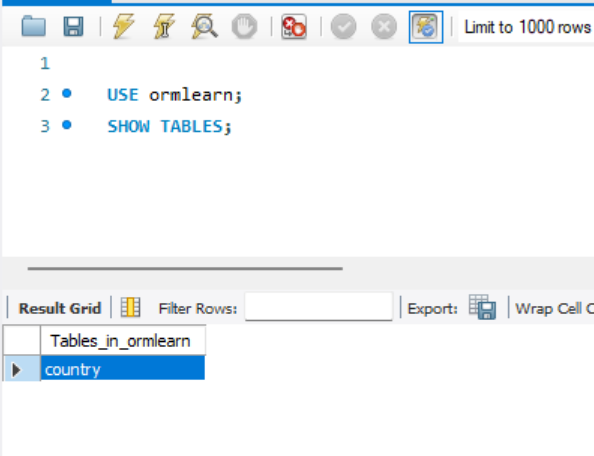 Limit to 1000 rows
1
2 USE ormlearn;
3 SHOW TABLES;
Result Grid Filter Rows: Export: Wrap Cell C
Tables_in_ormlearn
country